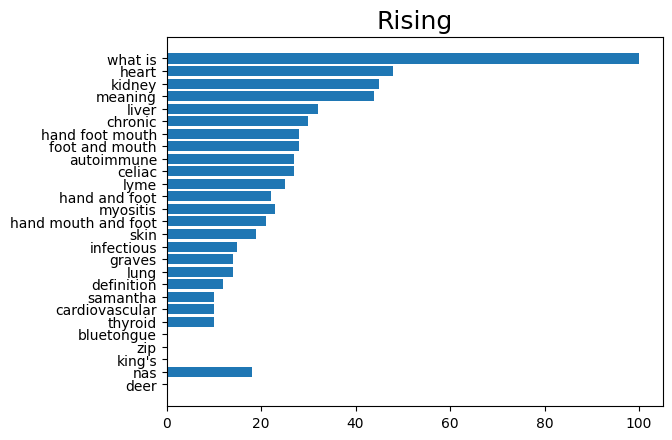 Rising
what is
heart
kidney
meaning
liver
chronic
hand foot mouth
foot and mouth
autoimmune
celiac
lyme
hand and foot
myositis
hand mouth and foot
skin
infectious
graves
lung
definition
samantha
cardiovascular
thyroid
bluetongue
zip
king's
nas
deer
0 20 40 60 80 100